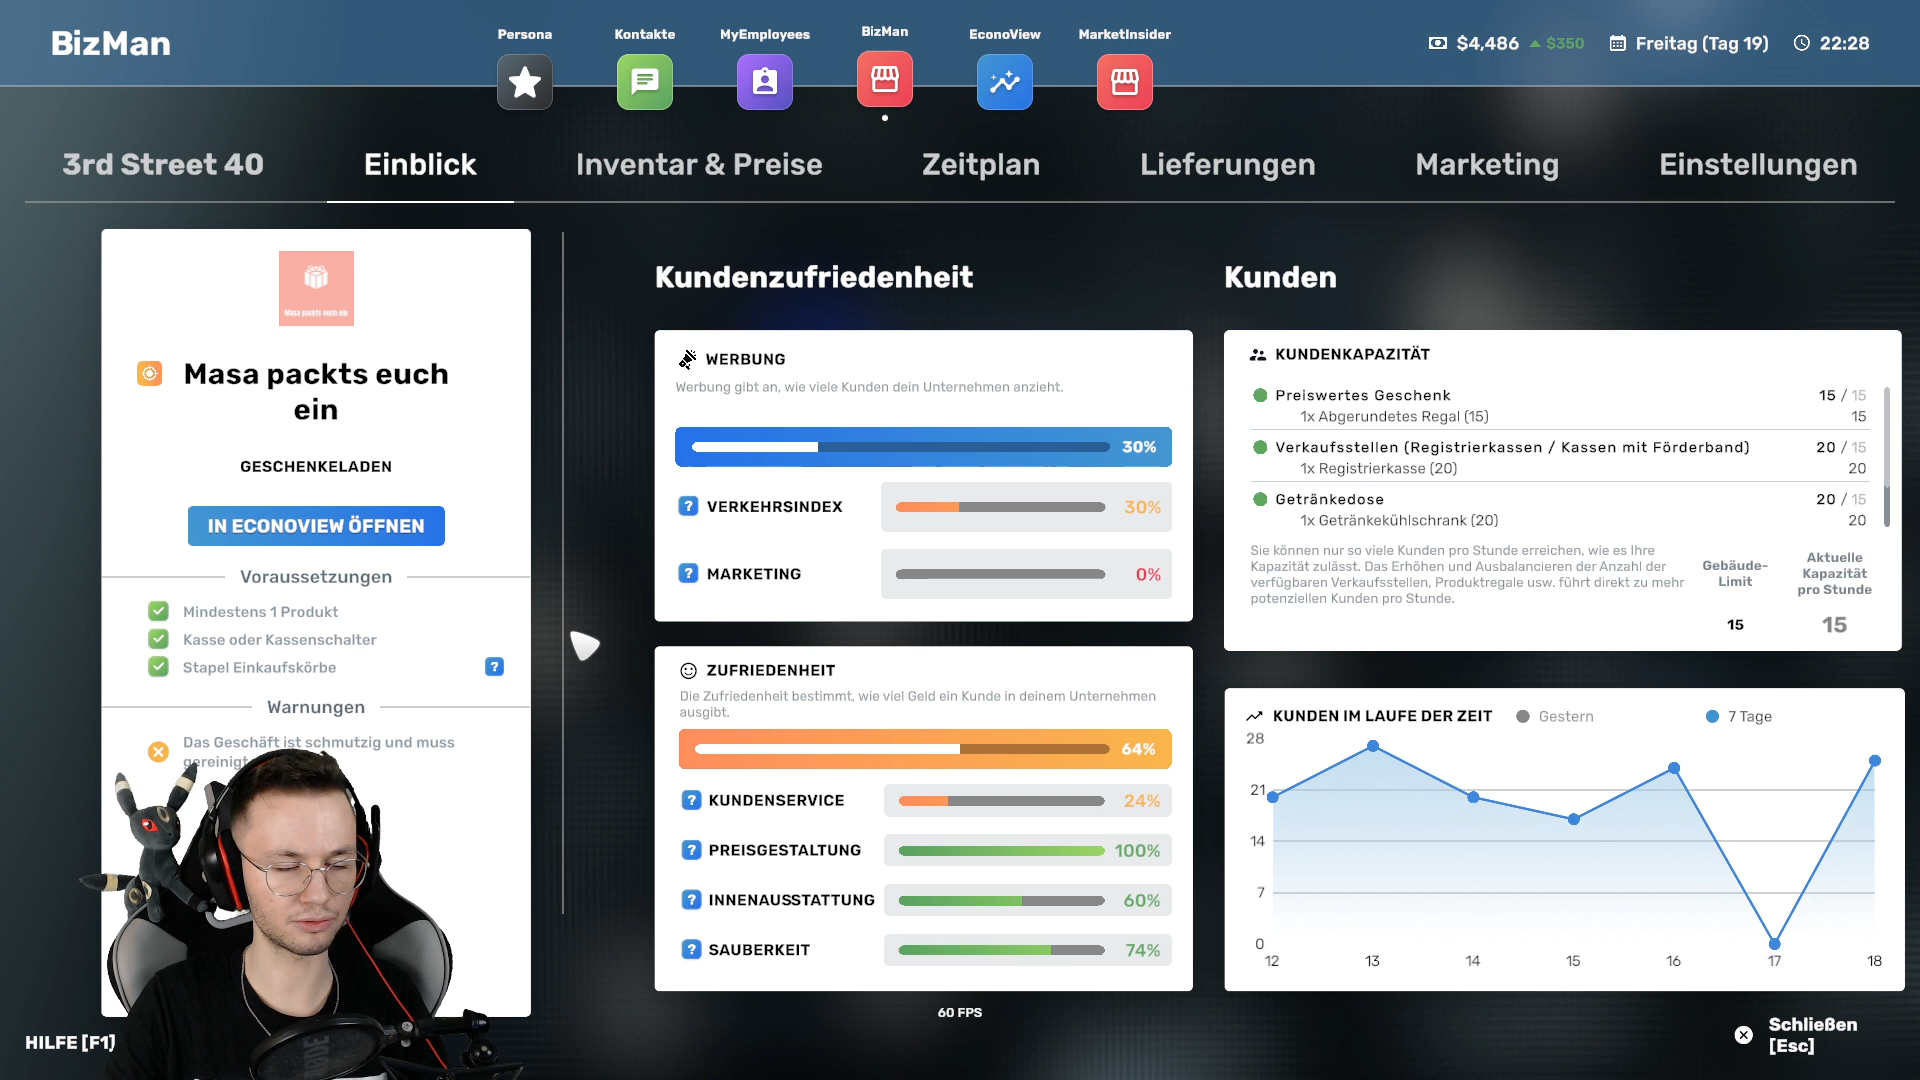 BizMan
Persona
Kontakte
MyEmployees
BizMan
EconoView
MarketInsider
$4,486
$350
Freitag (Tag 19)
22:28
3rd Street 40
Einblick
Inventar & Preise
Zeitplan
Lieferungen
Marketing
Einstellungen
Masa packts euch ein
Masa packts euch
ein
GESCHENKELADEN
IN ECONOVIEW ÖFFNEN
Voraussetzungen
Mindestens 1 Produkt
Kasse oder Kassenschalter
Stapel Einkaufskörbe
?
Warnungen
Das Geschäft ist schmutzig und muss
gereinigt
Kundenzufriedenheit
WERBUNG
Werbung gibt an, wie viele Kunden dein Unternehmen anzieht.
30%
? VERKEHRSINDEX 30%
? MARKETING 0%
ZUFRIEDENHEIT
Die Zufriedenheit bestimmt, wie viel Geld ein Kunde in deinem Unternehmen
ausgibt.
64%
? KUNDENSERVICE 24%
? PREISGESTALTUNG 100%
? INNENAUSSTATTUNG 60%
? SAUBERKEIT 74%
Kunden
KUNDENKAPAZITÄT
Preiswertes Geschenk 15 / 15
1x Abgerundetes Regal (15) 15
Verkaufsstellen (Registrierkassen / Kassen mit Förderband) 20 / 15
1x Registrierkasse (20) 20
Getränkedose 20 / 15
1x Getränkekühlschrank (20) 20
Sie können nur so viele Kunden pro Stunde erreichen, wie es Ihre
Kapazität zulässt. Das Erhöhen und Ausbalancieren der Anzahl der
verfügbaren Verkaufsstellen, Produktregale usw. führt direkt zu mehr
potenziellen Kunden pro Stunde.
Gebäude-
Limit
15
Aktuelle
Kapazität
pro Stunde
15
KUNDEN IM LAUFE DER ZEIT
Gestern
7 Tage
28
21
14
7
0
12 13 14 15 16 17 18
60 FPS
HILFE [F1]
Schließen
[Esc]